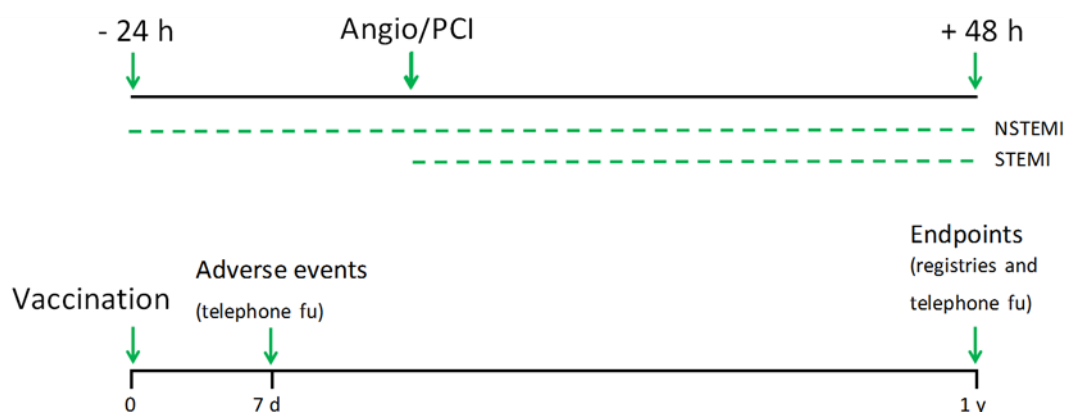 - 24 h
Angio/PCI
+ 48 h
NSTEMI
STEMI
Vaccination
Adverse events
(telephone fu)
Endpoints
(registries and
telephone fu)
0
7 d
1 y